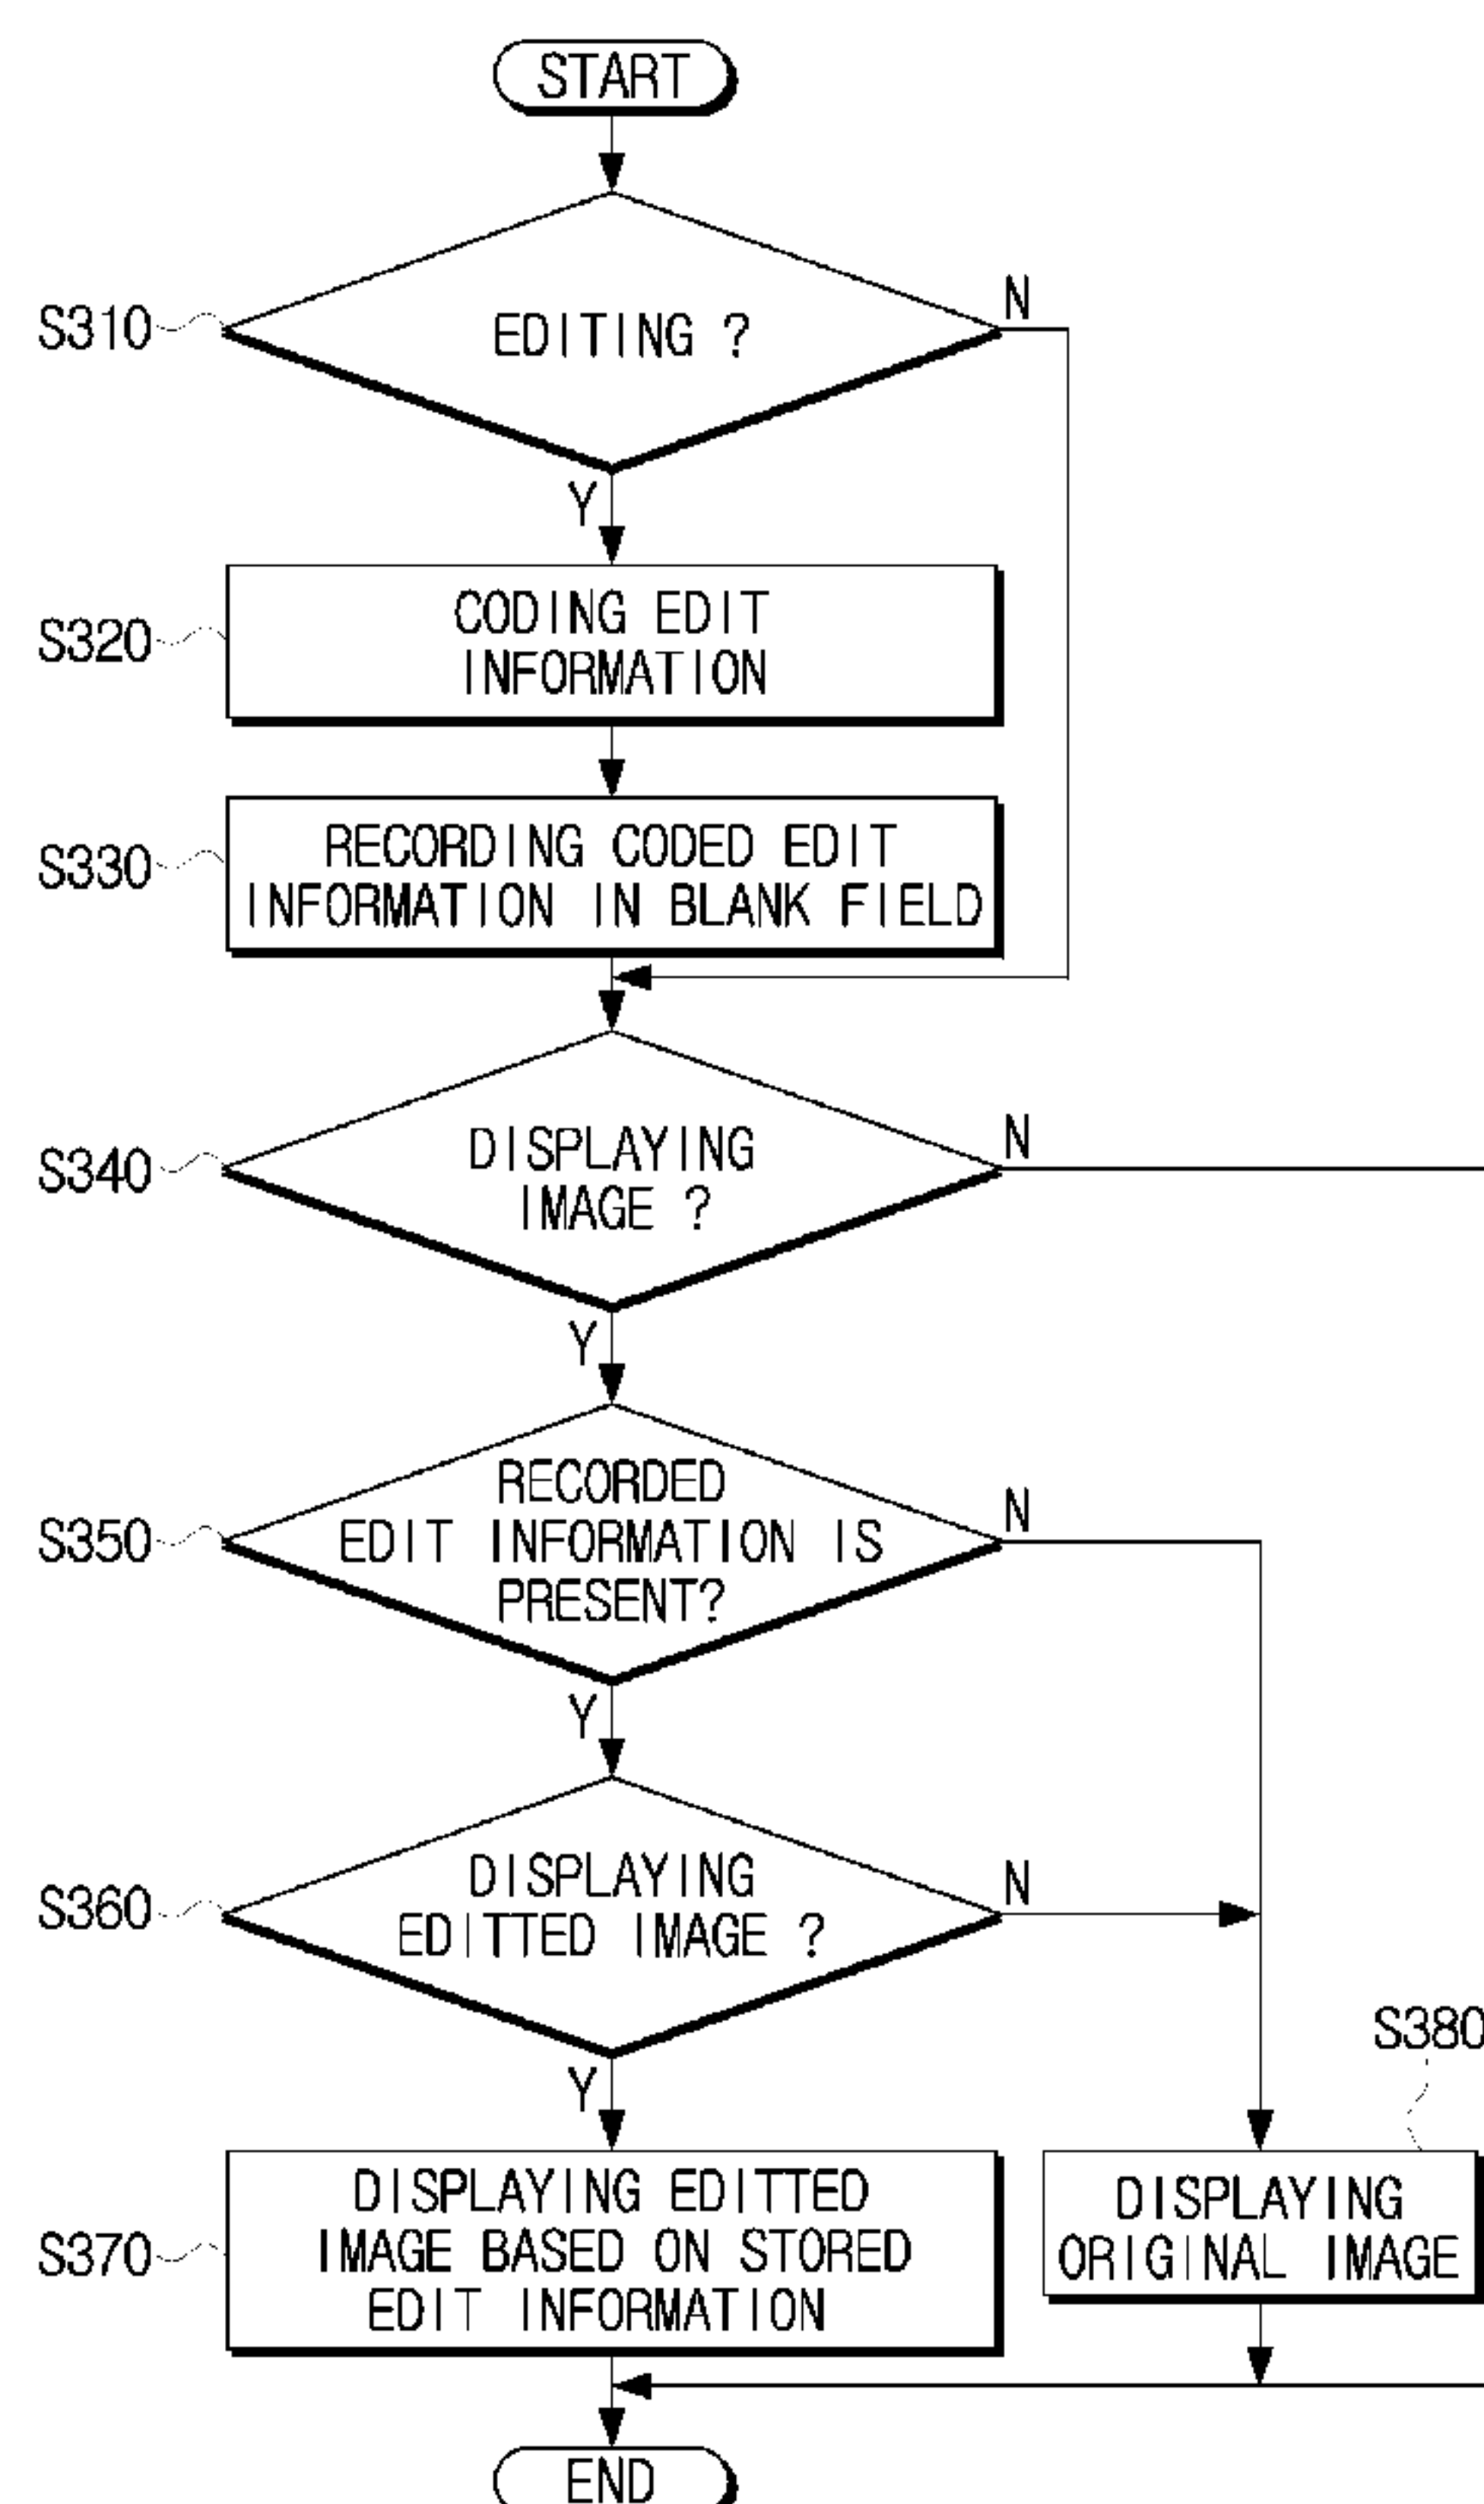 START
S310
EDITING ?
N
Y
S320
CODING EDIT
INFORMATION
S330
RECORDING CODED EDIT
INFORMATION IN BLANK FIELD
S340
DISPLAYING
IMAGE ?
N
Y
S350
RECORDED
EDIT INFORMATION IS
PRESENT?
N
Y
S360
DISPLAYING
EDITTED IMAGE ?
N
Y
S380
S370
DISPLAYING EDITTED
IMAGE BASED ON STORED
EDIT INFORMATION
DISPLAYING
ORIGINAL IMAGE
END